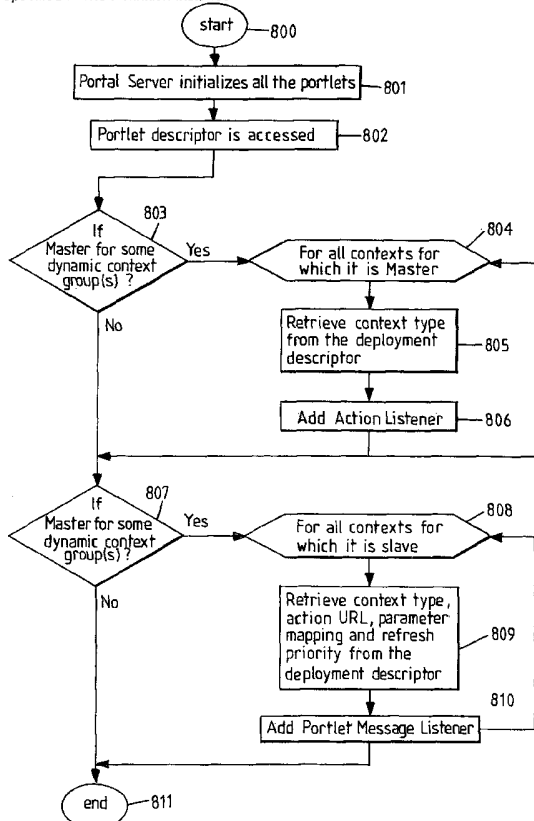 start
800
Portal Server initializes all the portlets
801
Portlet descriptor is accessed
802
803
If
Master for some
dynamic context
group(s) ?
Yes
No
804
For all contexts for
which it is Master
Retrieve context type
from the deployment
descriptor
805
Add Action Listener
806
807
If
Master for some
dynamic context
group(s) ?
Yes
No
808
For all contexts for
which it is slave
Retrieve context type,
action URL, parameter
mapping and refresh
priority from the
deployment descriptor
809
810
Add Portlet Message Listener
end
811